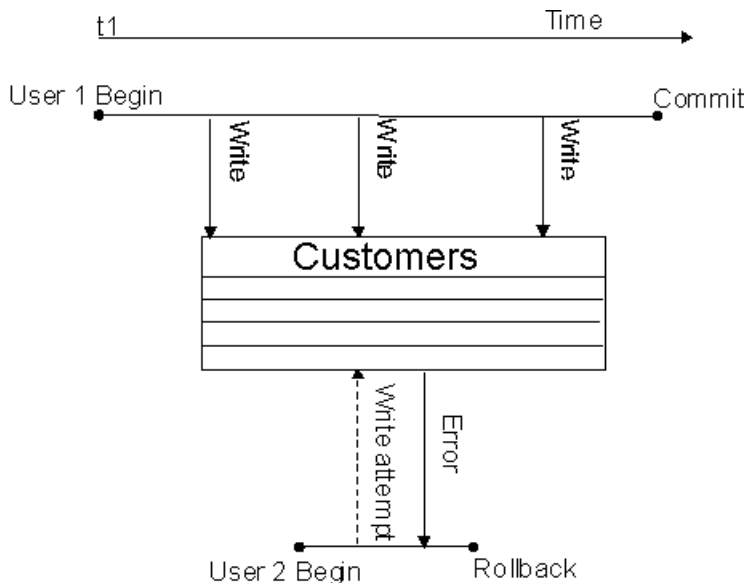 t1
Time
User 1 Begin
Commit
Write
Write
Write
Customers
Write attempt
Error
User 2 Begin
Rollback